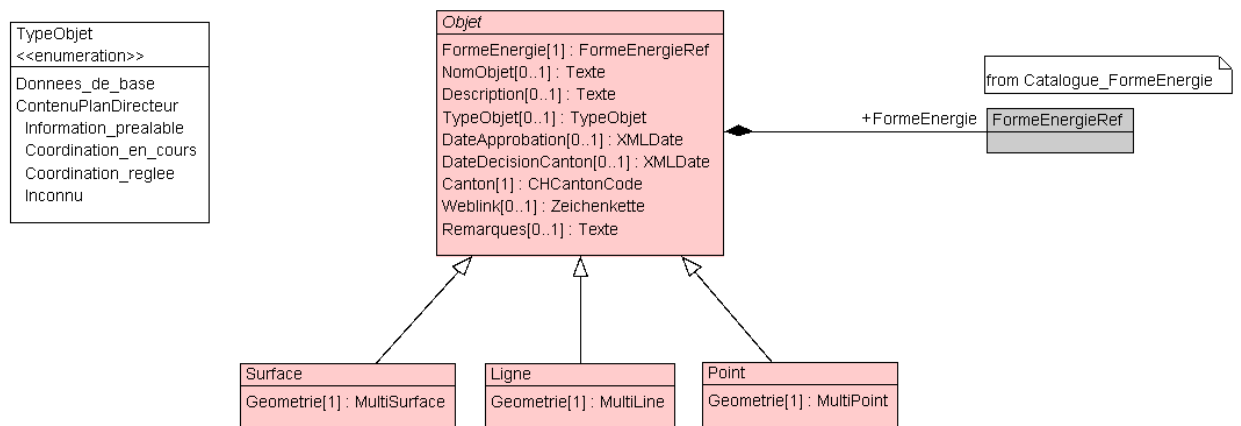 TypeObjet
<<enumeration>>
Donnees_de_base
ContenuPlanDirecteur
Information_prealable
Coordination_en_cours
Coordination_reglee
Inconnu
Objet
FormeEnergie[1] : FormeEnergieRef
NomObjet[0..1] : Texte
Description[0..1] : Texte
TypeObjet[0..1] : TypeObjet
DateApprobation[0..1] : XMLDate
DateDecisionCanton[0..1] : XMLDate
Canton[1] : CHCantonCode
Weblink[0..1] : Zeichenkette
Remarques[0..1] : Texte
from Catalogue_FormeEnergie
+FormeEnergie
FormeEnergieRef
Surface
Geometrie[1] : MultiSurface
Ligne
Geometrie[1] : MultiLine
Point
Geometrie[1] : MultiPoint